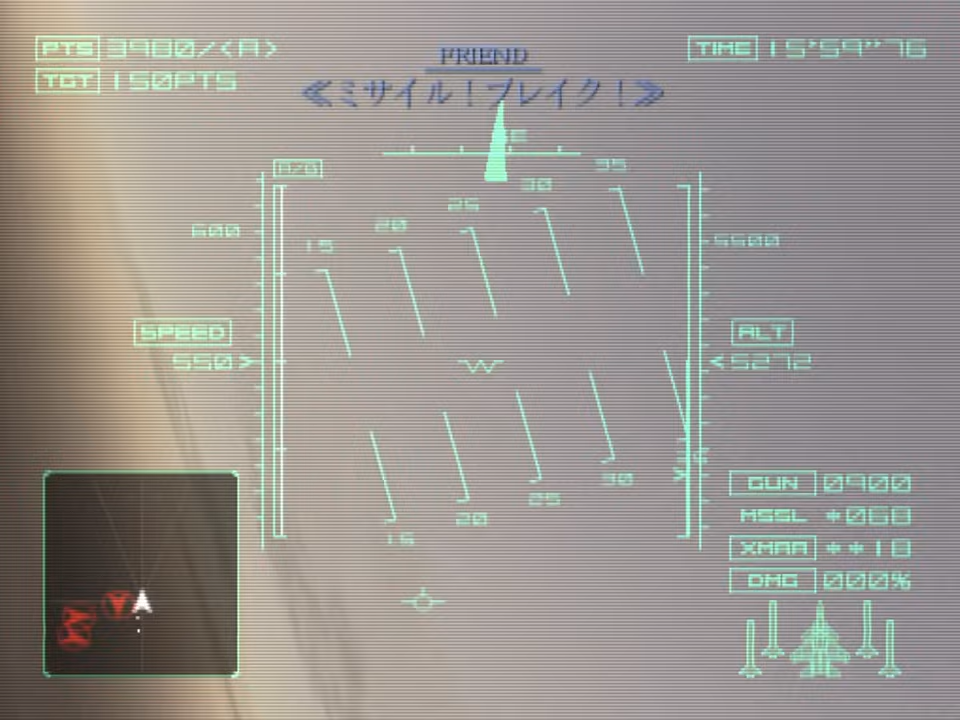 PTS 3980/<A>
TGT 150PTS
FRIEND
≪ミサイル!ブレイク!≫
TIME 15'59"76
SE
15 20 25 30 35
600
5500
SPEED
550>
ALT
<5272
15 20 25 30
GUN 0900
MSSL *068
XMAA **18
DMG 000%